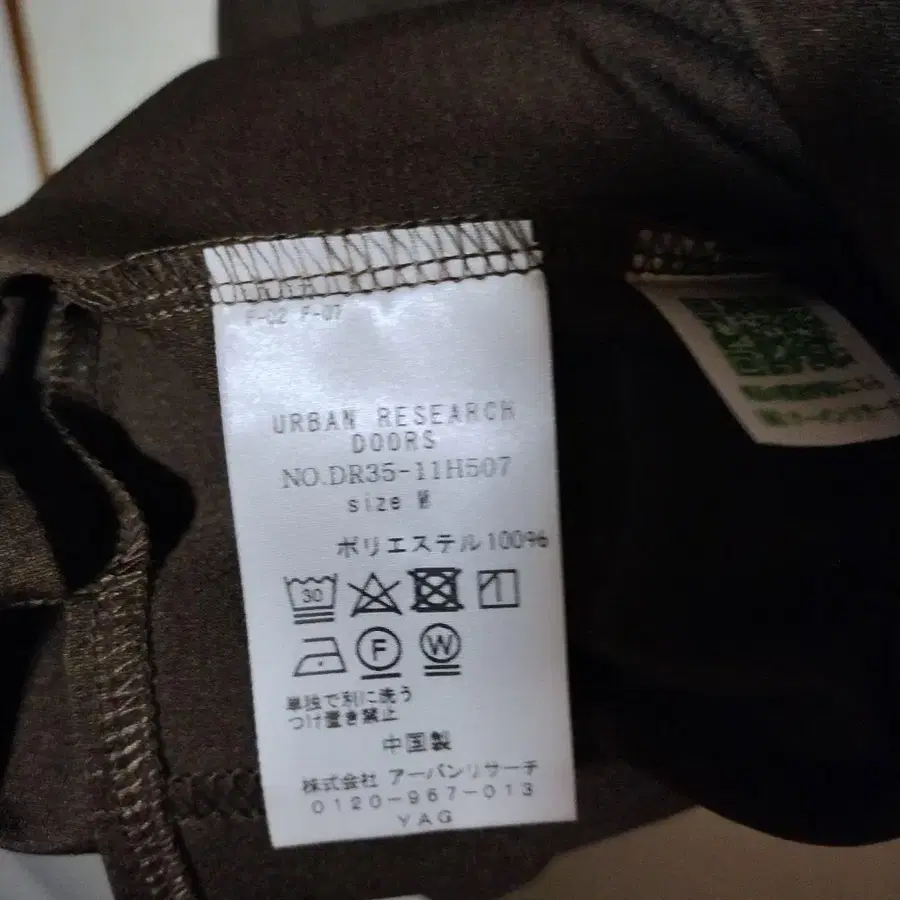 F-02 F-07
URBAN RESEARCH
DOORS
NO.DR35-11H507
size M
ポリエステル100%
30
F
W
単独で別に洗う
つけ置き禁止
中国製
株式会社 アーバンリサーチ
0120-967-013
YAG